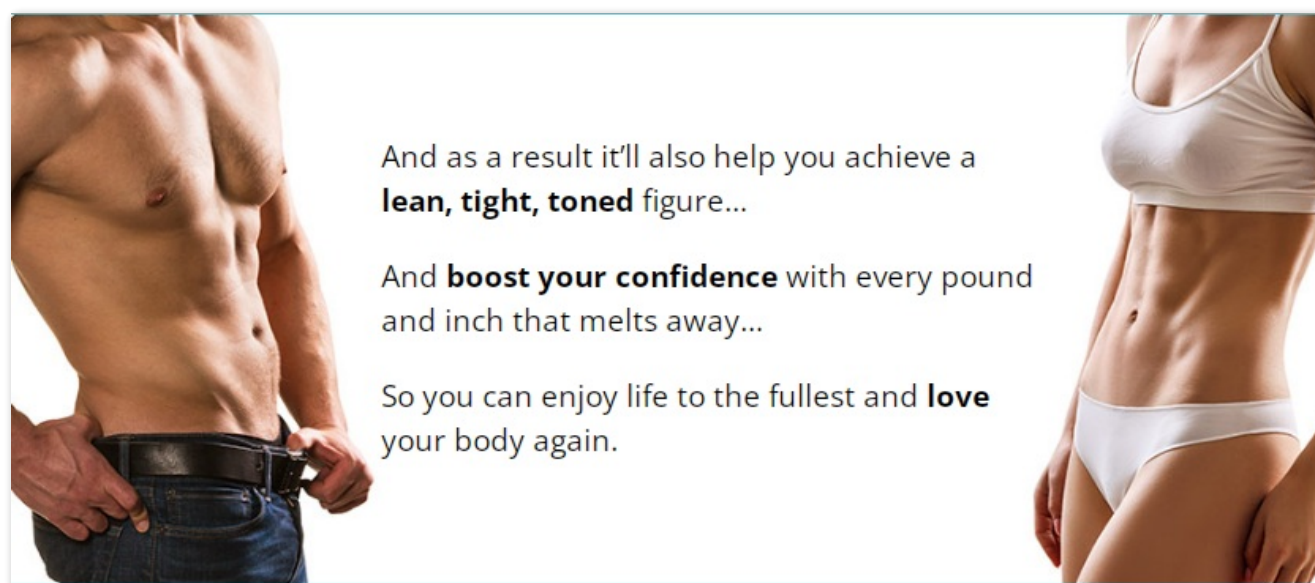 And as a result it’ll also help you achieve a
lean, tight, toned figure...
And boost your confidence with every pound
and inch that melts away...
So you can enjoy life to the fullest and love
your body again.